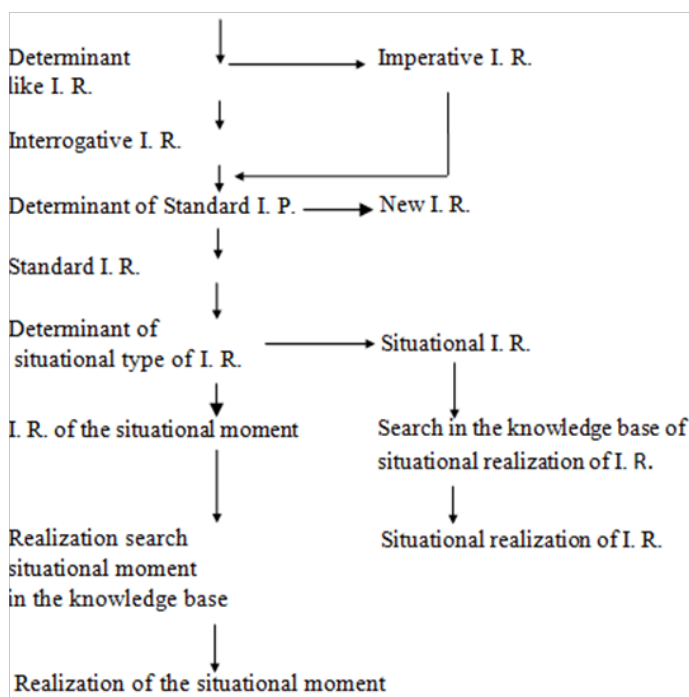 Determinant
like I. R.
Imperative I. R.
Interrogative I. R.
Determinant of Standard I. P.
New I. R.
Standard I. R.
Determinant of
situational type of I. R.
Situational I. R.
I. R. of the situational moment
Search in the knowledge base of
situational realization of I. R.
Realization search
situational moment
in the knowledge base
Situational realization of I. R.
Realization of the situational moment